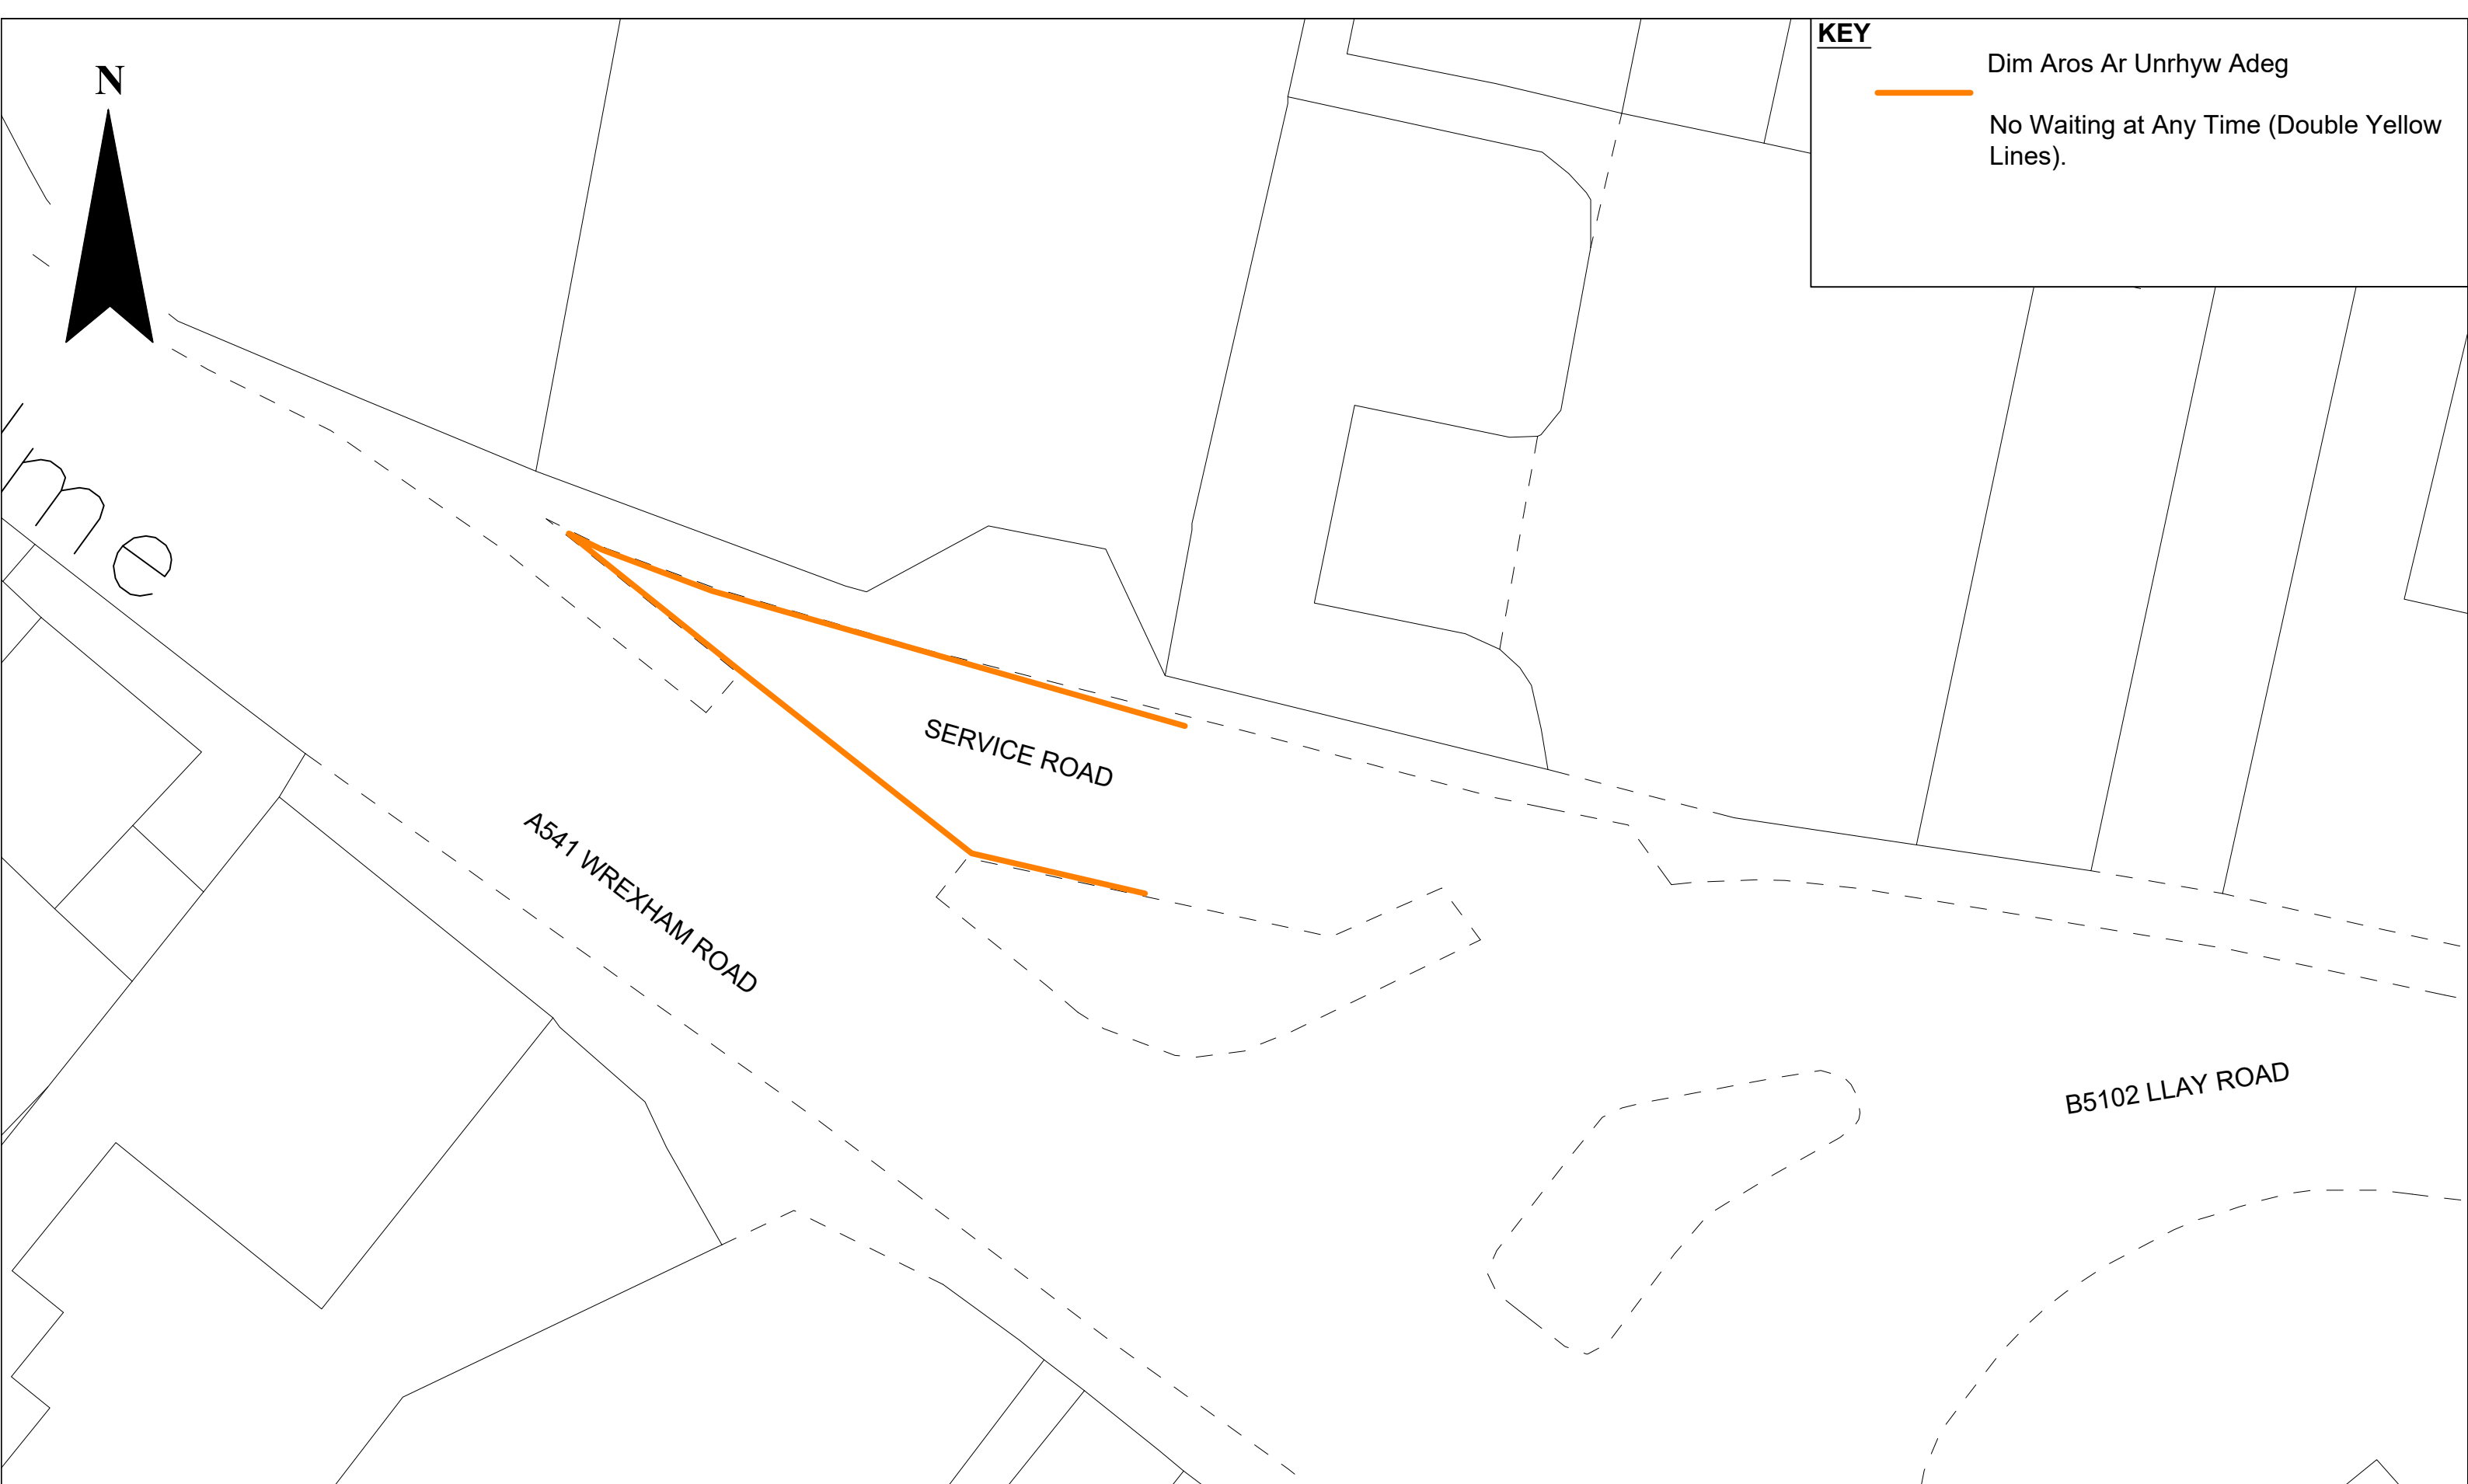 KEY
Dim Aros Ar Unrhyw Adeg
No Waiting at Any Time (Double Yellow
Lines).
N
me
SERVICE ROAD
A541 WREXHAM ROAD
B5102 LLAY ROAD